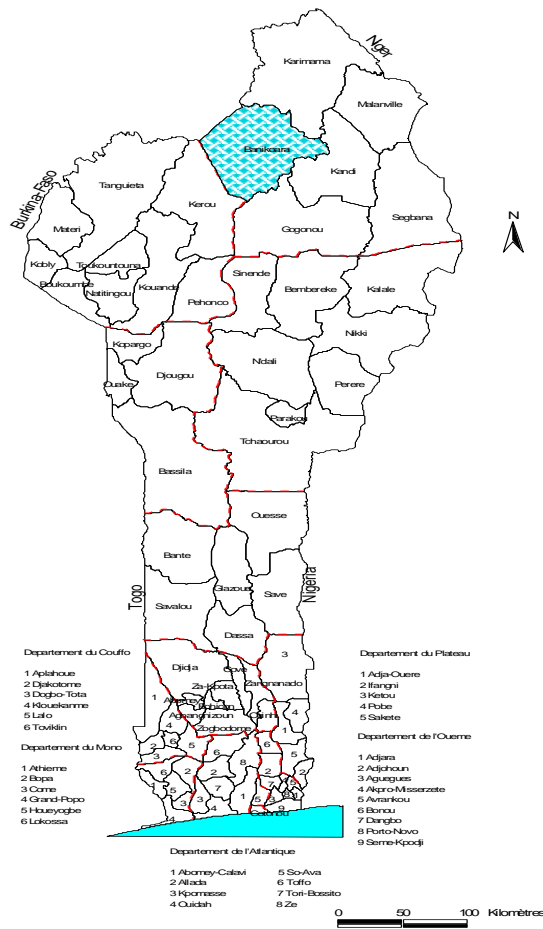 Nger
Karimama
Malanville
Banikoara
Kandi
Tanguieta
Kerou
Burkina-Faso
Segbana
N
Materi
Gogonou
Kobly
Toukountouna
Sinende
Boukoumbe
Natitingou
Kouande
Pehonco
Bembereke
Kalale
Nikki
Kopargo
N'dali
Djougou
Ouake
Perere
Parakou
Tchaourou
Bassila
Ouesse
Bante
Togo
Glazoue
Save
Nigeria
Savalou
Dassa
Djidja
Cove
3
Za-Kpota
Zangnanado
Zogbodome
Cotonou
Departement du Couffo
1 Aplahoue
2 Djakotome
3 Dogbo-Tota
4 Klouekanme
5 Lalo
6 Toviklin
Departement du Mono
1 Athieme
2 Bopa
3 Come
4 Grand-Popo
5 Houeyogbe
6 Lokossa
Departement du Plateau
1 Adja-Ouere
2 Ifangni
3 Ketou
4 Pobe
5 Sakete
Departement de l'Oueme
1 Adjara
2 Adjohoun
3 Aguegues
4 Akpro-Misserzete
5 Avrankou
6 Bonou
7 Dangbo
8 Porto-Novo
9 Seme-Kpodji
Departement de l'Atlantique
1 Abomey-Calavi
2 Allada
3 Kpomasse
4 Ouidah
5 So-Ava
6 Toffo
7 Tori-Bossito
8 Ze
0 50 100 Kilomètres